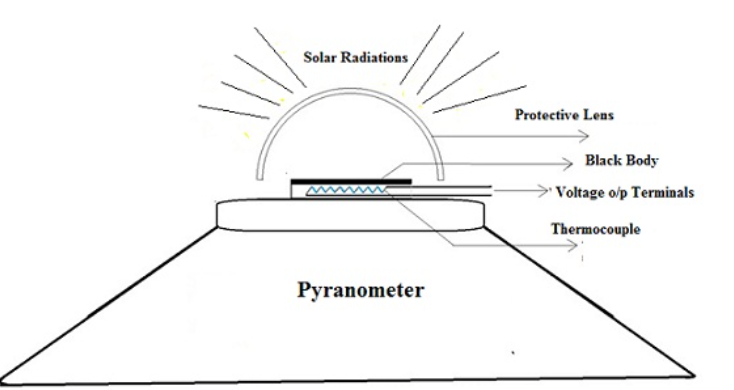 Solar Radiations
Protective Lens
Black Body
Voltage o/p Terminals
Thermocouple
Pyranometer